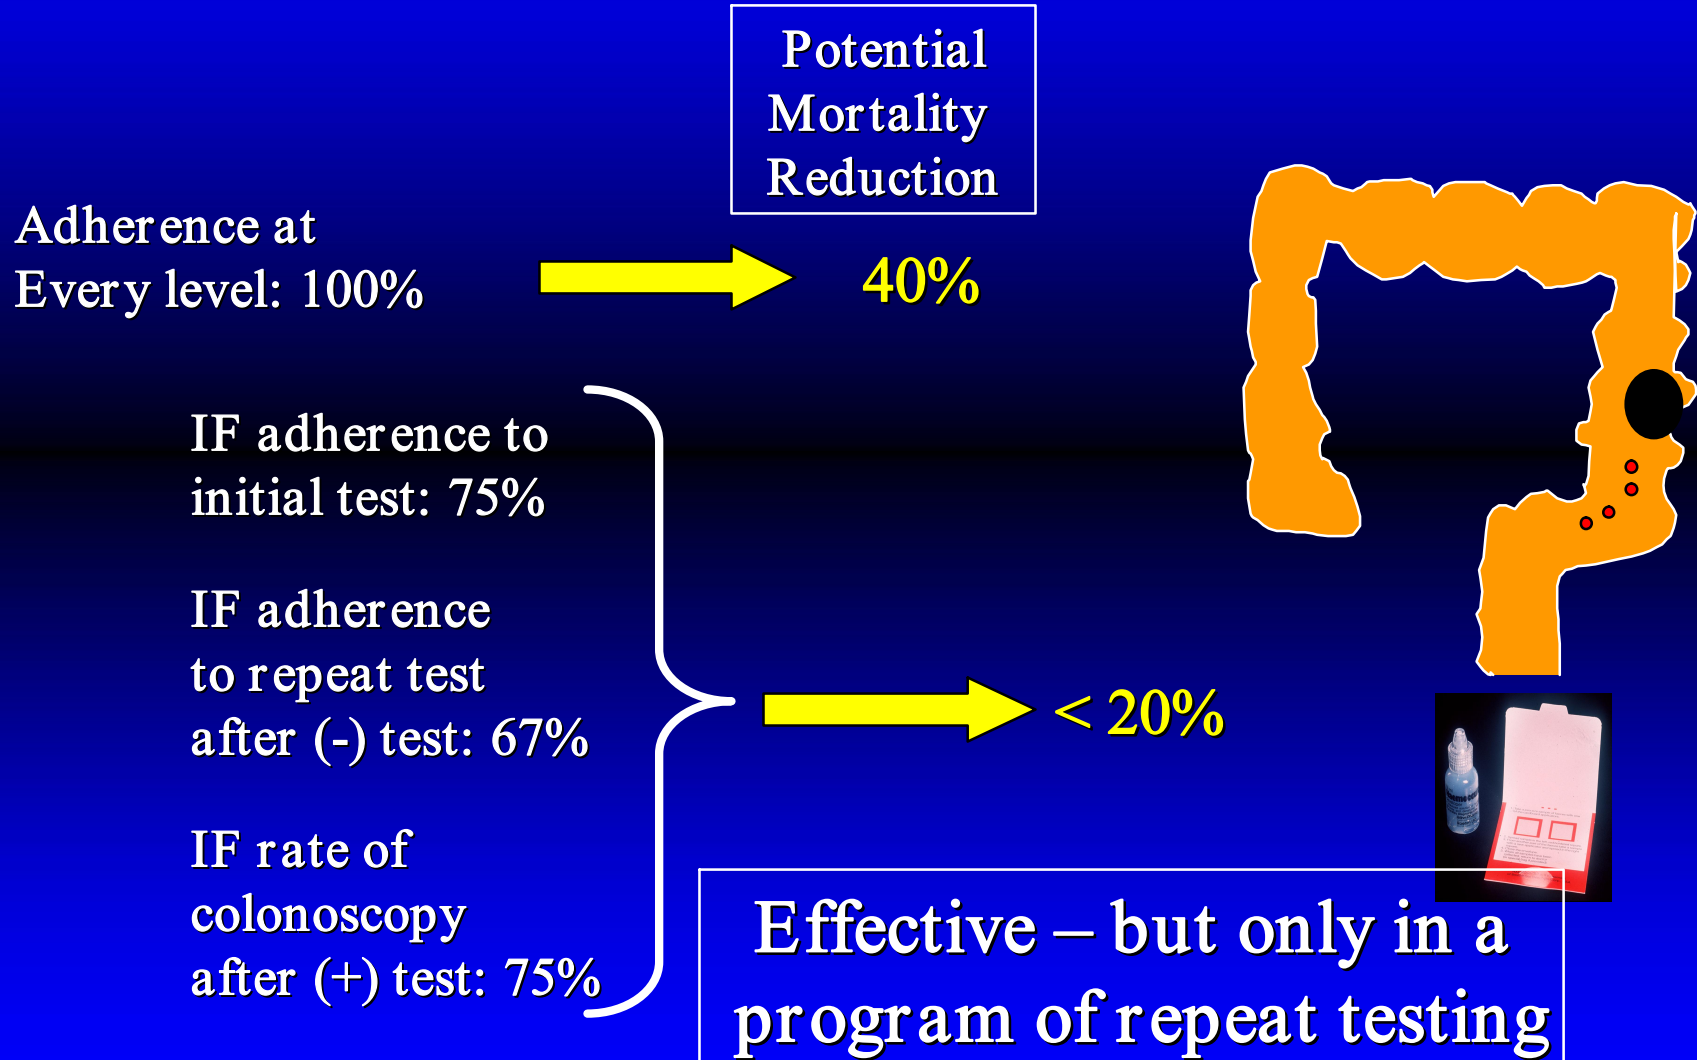 Potential
Mortality
Reduction
Adherence at
Every level: 100%
40%
IF adherence to
initial test: 75%
IF adherence
to repeat test
after (-) test: 67%
< 20%
IF rate of
colonoscopy
after (+) test: 75%
Effective – but only in a
program of repeat testing